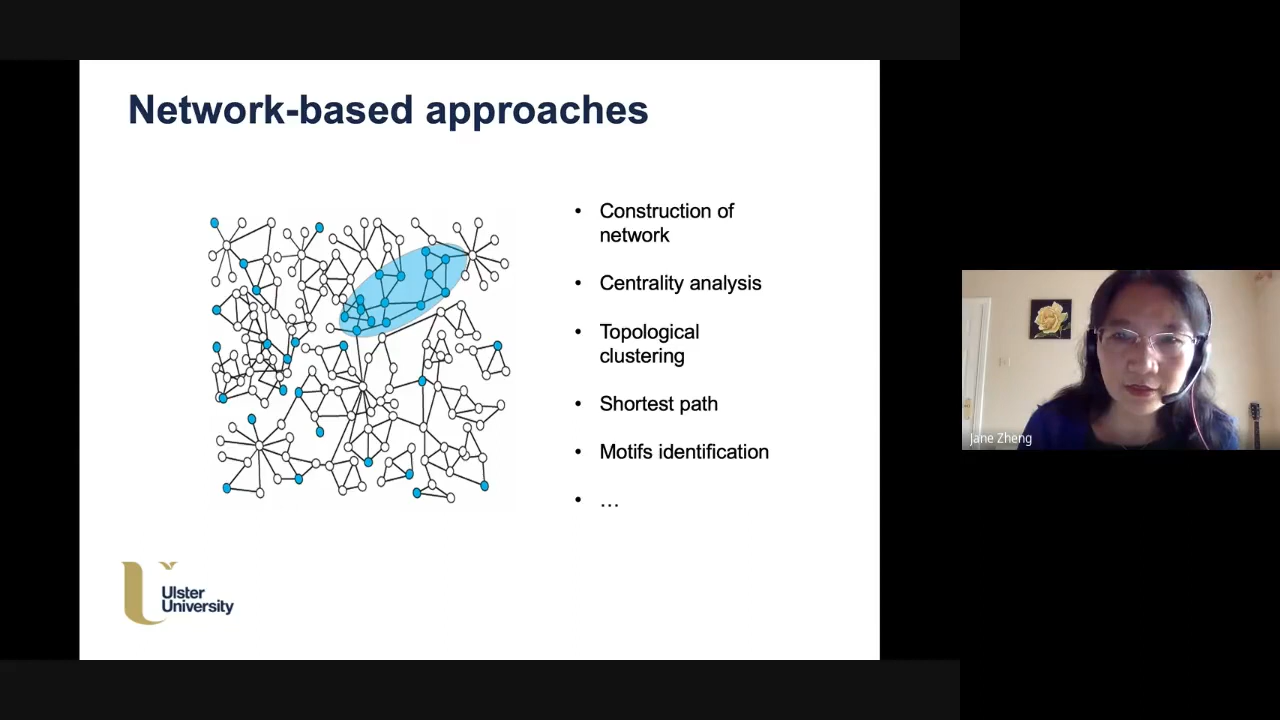 Network-based approaches
• Construction of
network
• Centrality analysis
• Topological
clustering
• Shortest path
• Motifs identification
• …
Ulster
University
Jane Zheng